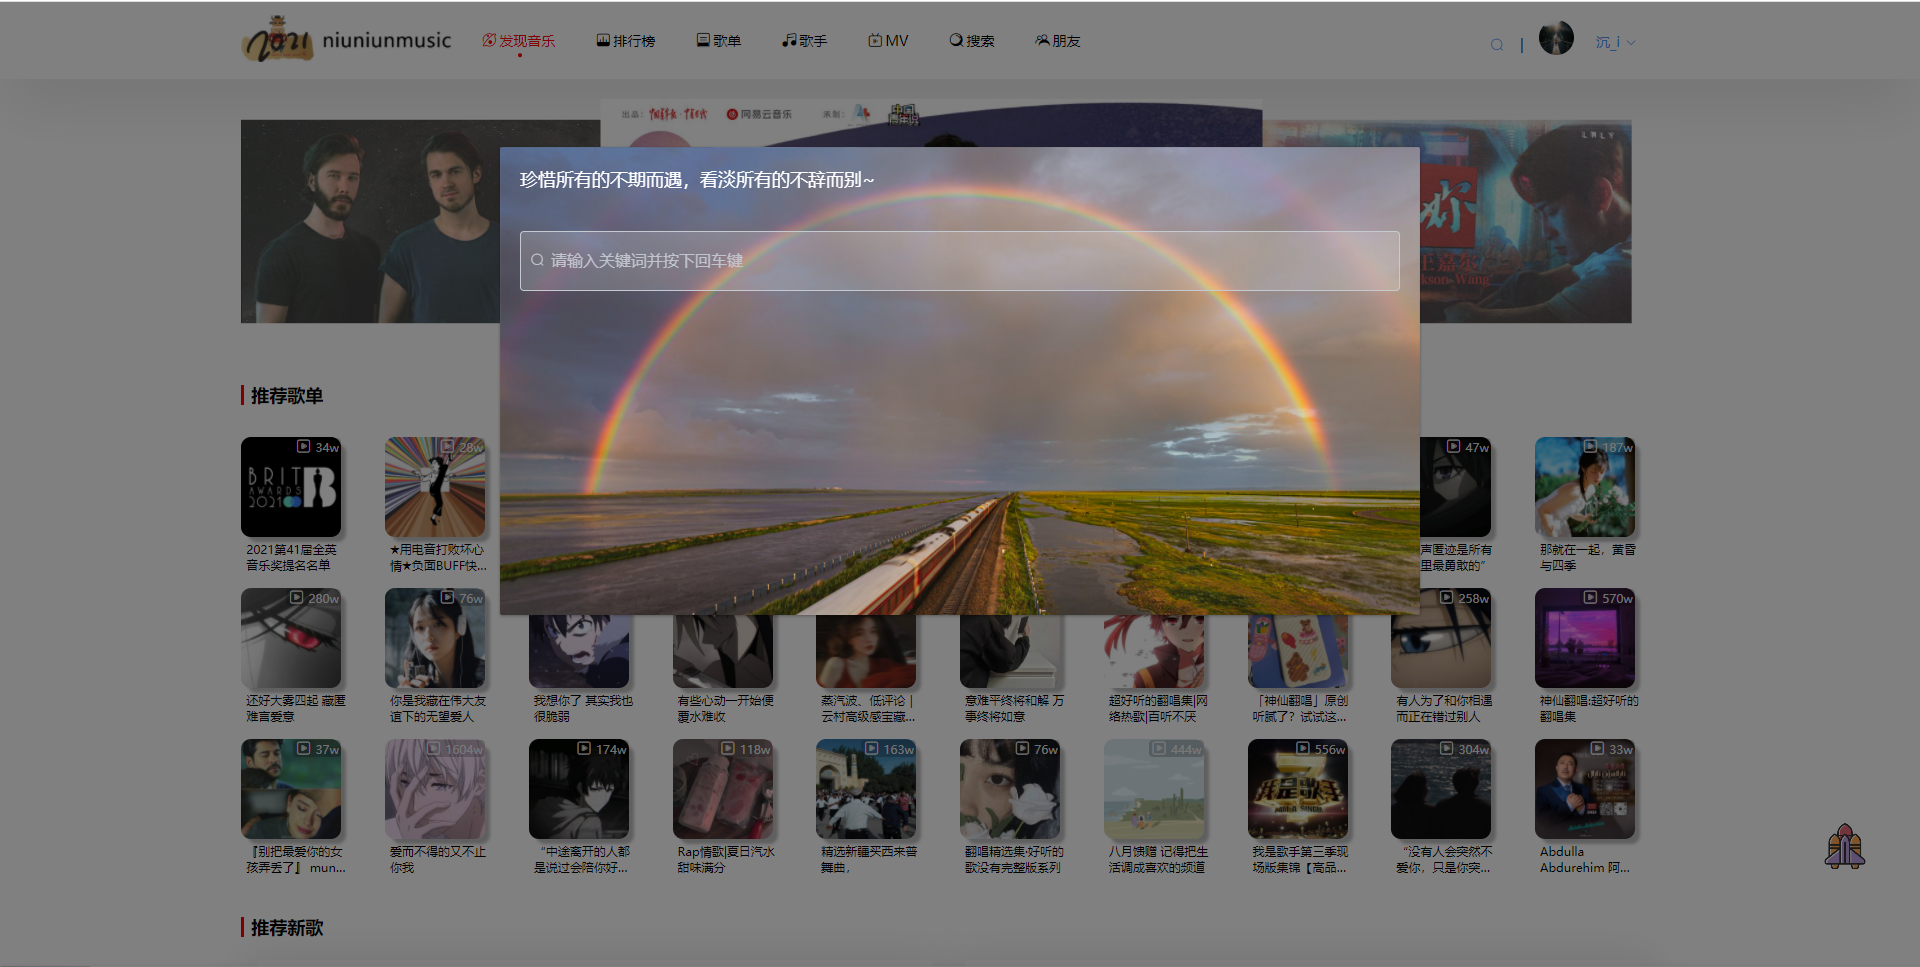 2021 niuniunmusic 发现音乐 排行榜 歌单 歌手 MV 搜索 朋友 | 沉_i
出品: 网易云音乐 承制:
LMLY
珍惜所有的不期而遇，看淡所有的不辞而别~
请输入关键词并按下回车键
推荐歌单
34w 28w 47w 187w
BRIT
AWARDS
2021
2021第41届全英
音乐奖提名名单
★用电音打败坏心
情★负面BUFF快...
声匿迹是所有
里最勇敢的”
那就在一起，黄昏
与四季
280w 76w 258w 570w
还好大雾四起 藏匿
难言爱意
你是我藏在伟大友
谊下的无望爱人
我想你了 其实我也
很脆弱
有些心动一开始便
覆水难收
蒸汽波、低评论 |
云村高级感宝藏...
意难平终将和解 万
事终将如意
超好听的翻唱集|网
络热歌|百听不厌
「神仙翻唱」原创
听腻了？试试这...
有人为了和你相遇
而正在错过别人
神仙翻唱:超好听的
翻唱集
37w 1604w 174w 118w 163w 76w 444w 556w 304w 33w
『别把最爱你的女
孩弄丢了』 mun...
爱而不得的又不止
你我
“中途离开的人都
是说过会陪你好...
Rap情歌|夏日汽水
甜味满分
精选新疆买西来普
舞曲，
翻唱精选集·好听的
歌没有完整版系列
八月馈赠 记得把生
活调成喜欢的频道
我是歌手第三季现
场版集锦【高品...
“没有人会突然不
爱你，只是你突...
Abdulla
Abdurehim 阿...
推荐新歌